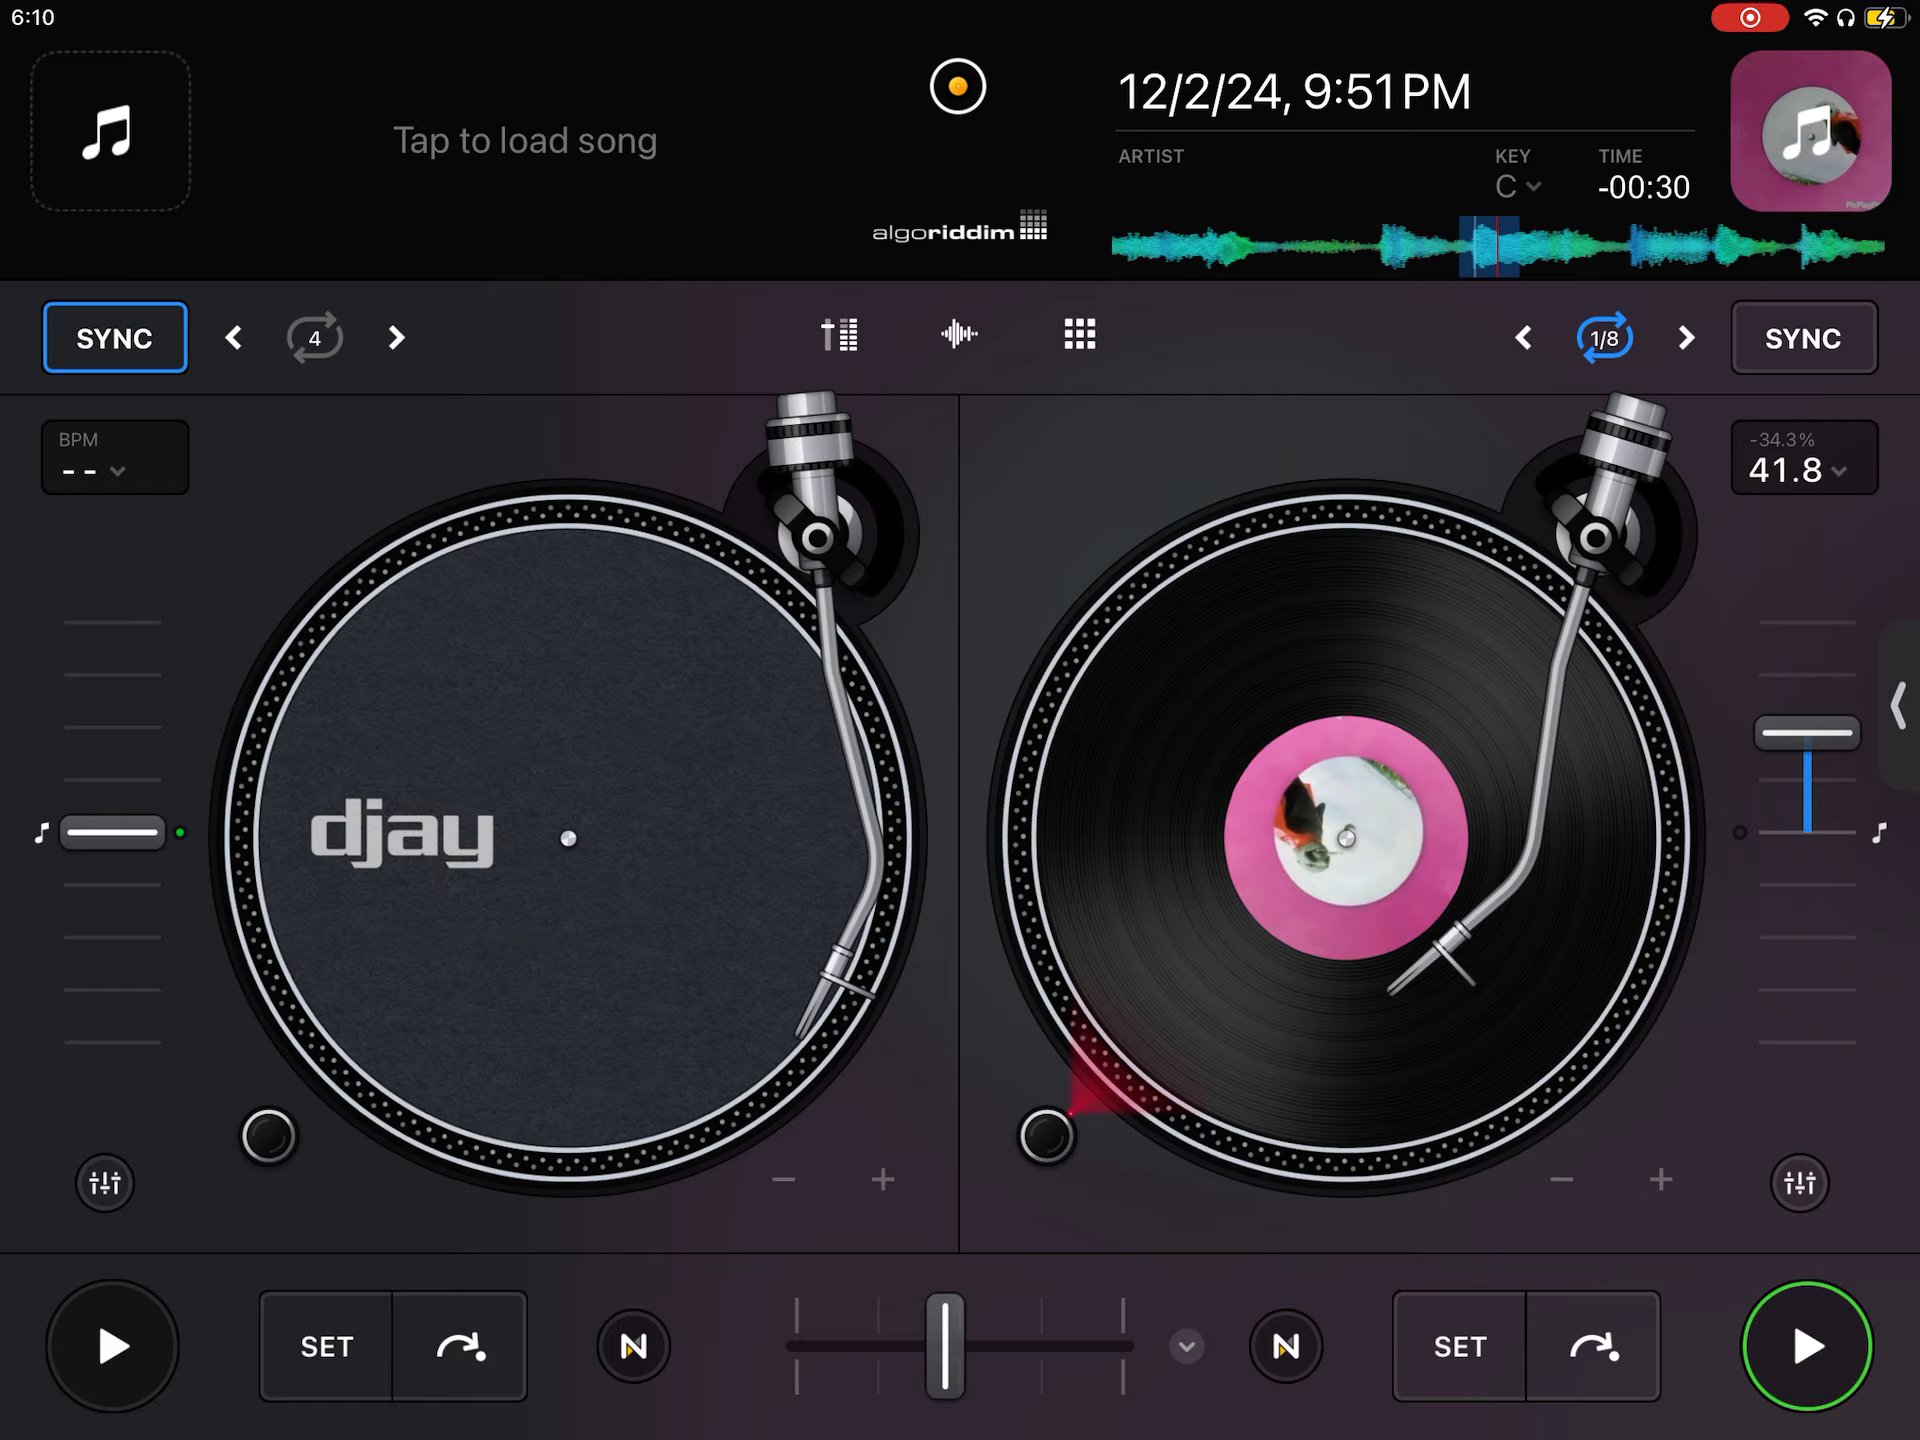 6:10
Tap to load song
algoriddim
12/2/24, 9:51 PM
ARTIST
KEY
TIME
C
-00:30
SYNC
4
1/8
SYNC
BPM
--
-34.3%
41.8
djay
SET
N
N
SET